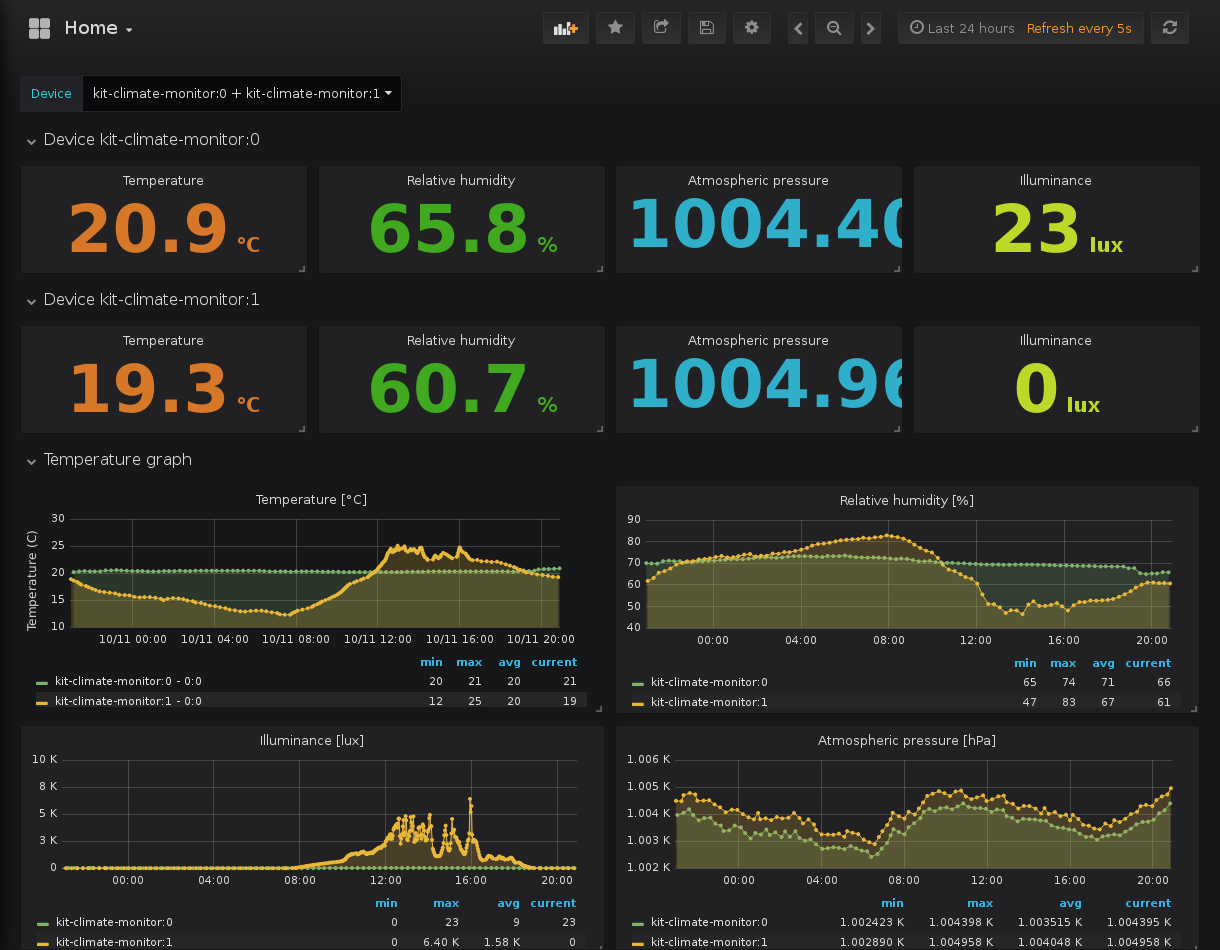 Home
Last 24 hours Refresh every 5s
Device kit-climate-monitor:0 + kit-climate-monitor:1
Device kit-climate-monitor:0
Temperature Relative humidity Atmospheric pressure Illuminance
20.9 °C 65.8 % 1004.40 23 lux
Device kit-climate-monitor:1
Temperature Relative humidity Atmospheric pressure Illuminance
19.3 °C 60.7 % 1004.96 0 lux
Temperature graph
Temperature [°C]
Temperature (C)
30
25
20
15
10
10/11 00:00 10/11 04:00 10/11 08:00 10/11 12:00 10/11 16:00 10/11 20:00
min max avg current
kit-climate-monitor:0 - 0:0 20 21 20 21
kit-climate-monitor:1 - 0:0 12 25 20 19
Relative humidity [%]
90
80
70
60
50
40
00:00 04:00 08:00 12:00 16:00 20:00
min max avg current
kit-climate-monitor:0 65 74 71 66
kit-climate-monitor:1 47 83 67 61
Illuminance [lux]
10 K
8 K
5 K
3 K
0
00:00 04:00 08:00 12:00 16:00 20:00
min max avg current
kit-climate-monitor:0 0 23 9 23
kit-climate-monitor:1 0 6.40 K 1.58 K 0
Atmospheric pressure [hPa]
1.006 K
1.005 K
1.004 K
1.003 K
1.002 K
00:00 04:00 08:00 12:00 16:00 20:00
min max avg current
kit-climate-monitor:0 1.002423 K 1.004398 K 1.003515 K 1.004395 K
kit-climate-monitor:1 1.002890 K 1.004958 K 1.004048 K 1.004958 K